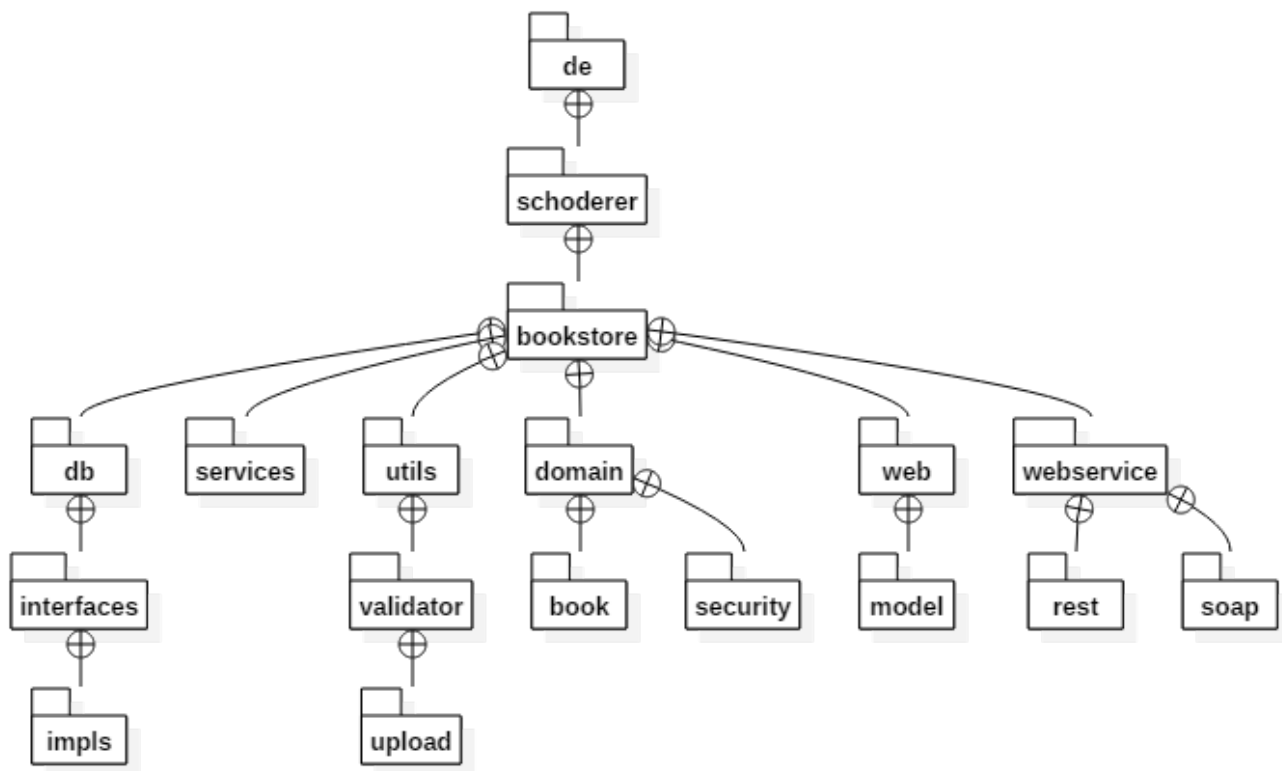 de
schoderer
bookstore
db
services
utils
domain
web
webservice
interfaces
validator
book
security
model
rest
soap
impls
upload